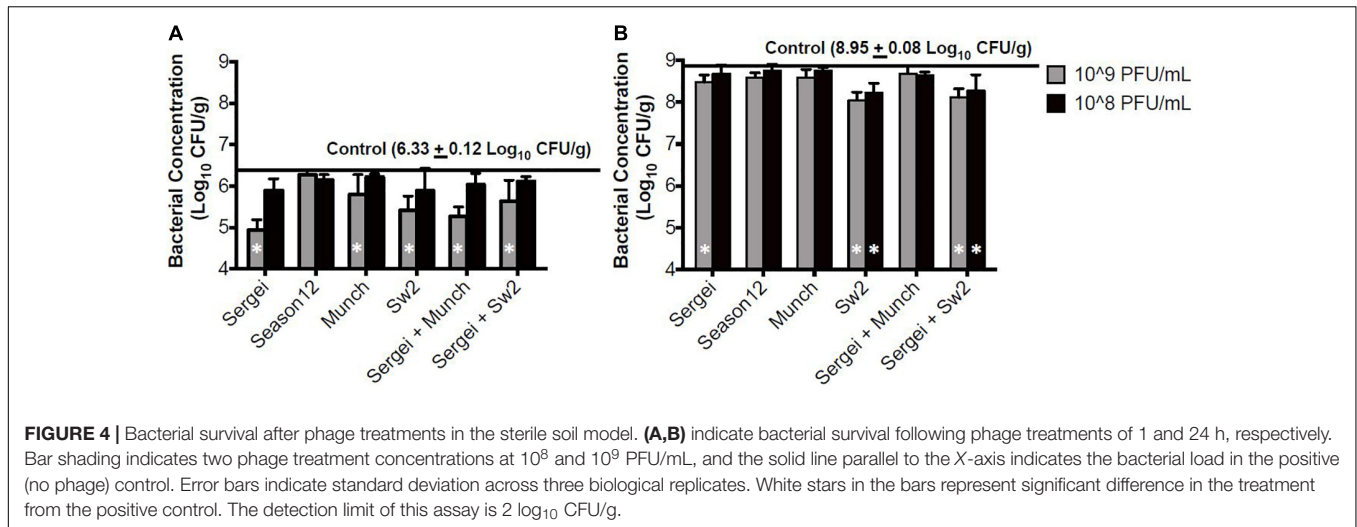 A
Bacterial Concentration
(Log₁₀ CFU/g)
9
8
7
6
5
4
Control (6.33 ± 0.12 Log₁₀ CFU/g)
*
*
*
*
*
Sergei
Season12
Munch
Sw2
Sergei + Munch
Sergei + Sw2
B
Bacterial Concentration
(Log₁₀ CFU/g)
9
8
7
6
5
4
Control (8.95 ± 0.08 Log₁₀ CFU/g)
*
* *
* *
Sergei
Season12
Munch
Sw2
Sergei + Munch
Sergei + Sw2
10^9 PFU/mL
10^8 PFU/mL
FIGURE 4 | Bacterial survival after phage treatments in the sterile soil model. (A,B) indicate bacterial survival following phage treatments of 1 and 24 h, respectively.
Bar shading indicates two phage treatment concentrations at 10⁸ and 10⁹ PFU/mL, and the solid line parallel to the X-axis indicates the bacterial load in the positive
(no phage) control. Error bars indicate standard deviation across three biological replicates. White stars in the bars represent significant difference in the treatment
from the positive control. The detection limit of this assay is 2 log₁₀ CFU/g.